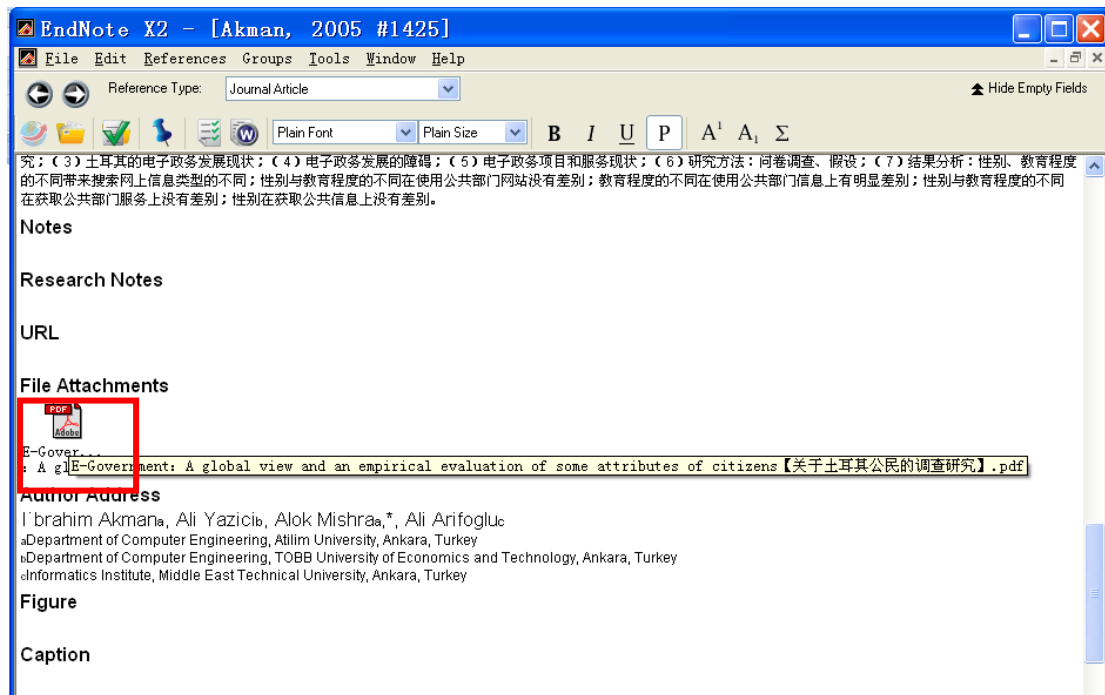 EndNote X2 - [Akman, 2005 #1425]
File Edit References Groups Tools Window Help
Reference Type: Journal Article Hide Empty Fields
Plain Font Plain Size B I U P A¹ A₁ Σ
究；（3）土耳其的电子政务发展现状；（4）电子政务发展的障碍；（5）电子政务项目和服务现状；（6）研究方法：问卷调查、假设；（7）结果分析：性别、教育程度
的不同带来搜索网上信息类型的不同；性别与教育程度的不同在使用公共部门网站没有差别；教育程度的不同在使用公共部门信息上有明显差别；性别与教育程度的不同
在获取公共部门服务上没有差别；性别在获取公共信息上没有差别。
Notes
Research Notes
URL
File Attachments
PDF
Adobe
E-Gover...
: A gl
E-Government: A global view and an empirical evaluation of some attributes of citizens【关于土耳其公民的调查研究】.pdf
Author Address
I˙brahim Akmana, Ali Yazicib, Alok Mishraa,*, Ali Arifogluc
aDepartment of Computer Engineering, Atilim University, Ankara, Turkey
bDepartment of Computer Engineering, TOBB University of Economics and Technology, Ankara, Turkey
cInformatics Institute, Middle East Technical University, Ankara, Turkey
Figure
Caption